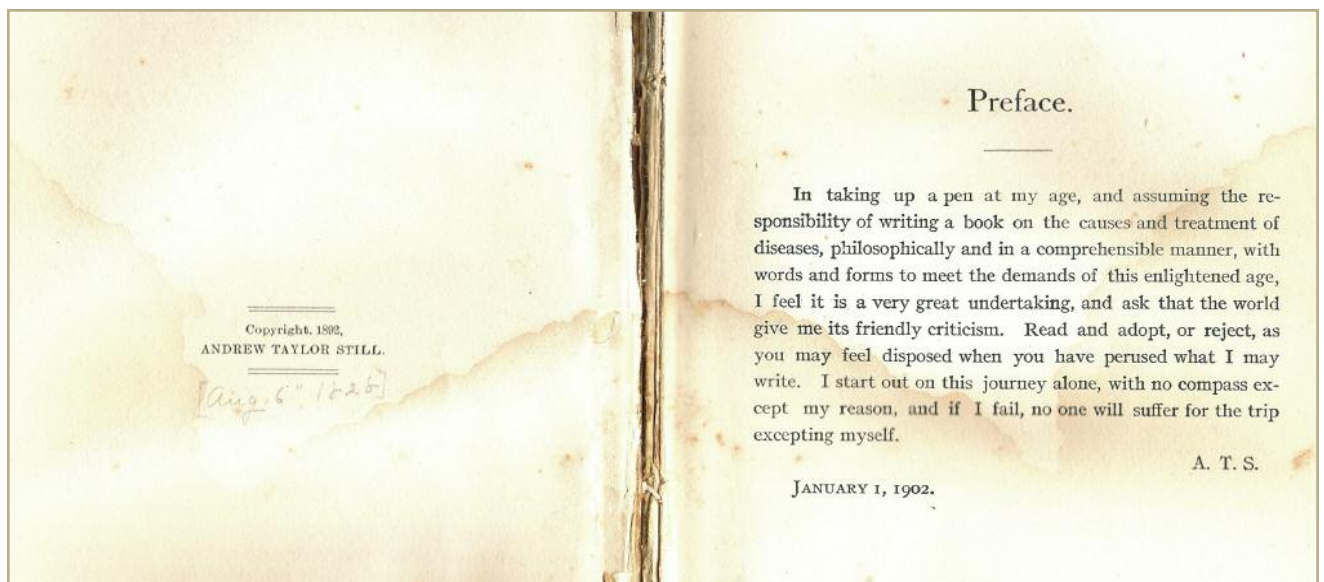 Copyright, 1892,
ANDREW TAYLOR STILL.
[Aug. 6" 1828]
Preface.
In taking up a pen at my age, and assuming the re-
sponsibility of writing a book on the causes and treatment of
diseases, philosophically and in a comprehensible manner, with
words and forms to meet the demands of this enlightened age,
I feel it is a very great undertaking, and ask that the world
give me its friendly criticism. Read and adopt, or reject, as
you may feel disposed when you have perused what I may
write. I start out on this journey alone, with no compass ex-
cept my reason, and if I fail, no one will suffer for the trip
excepting myself.
A. T. S.
JANUARY 1, 1902.